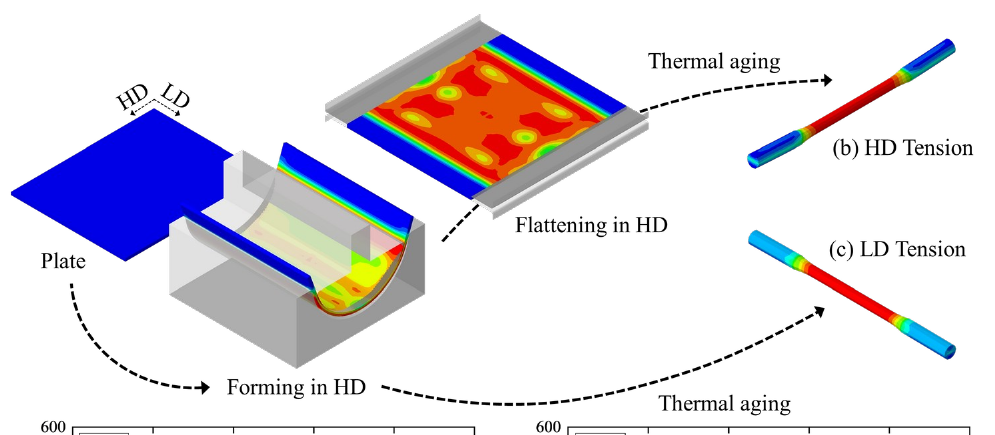 Thermal aging
HD LD
(b) HD Tension
Flattening in HD
(c) LD Tension
Plate
Forming in HD
Thermal aging
600
600